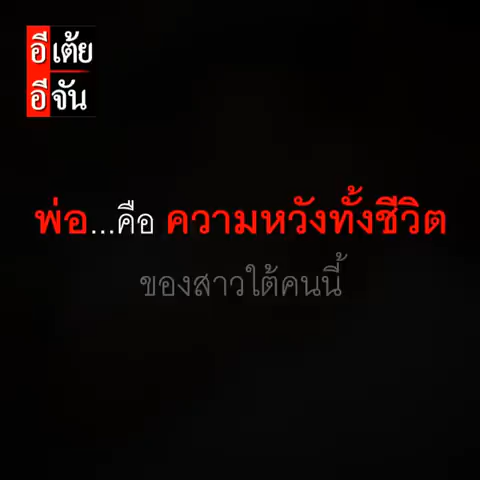 อีเต้ย
อีจัน
พ่อ...คือ ความหวังทั้งชีวิต
ของสาวใต้คนนี้